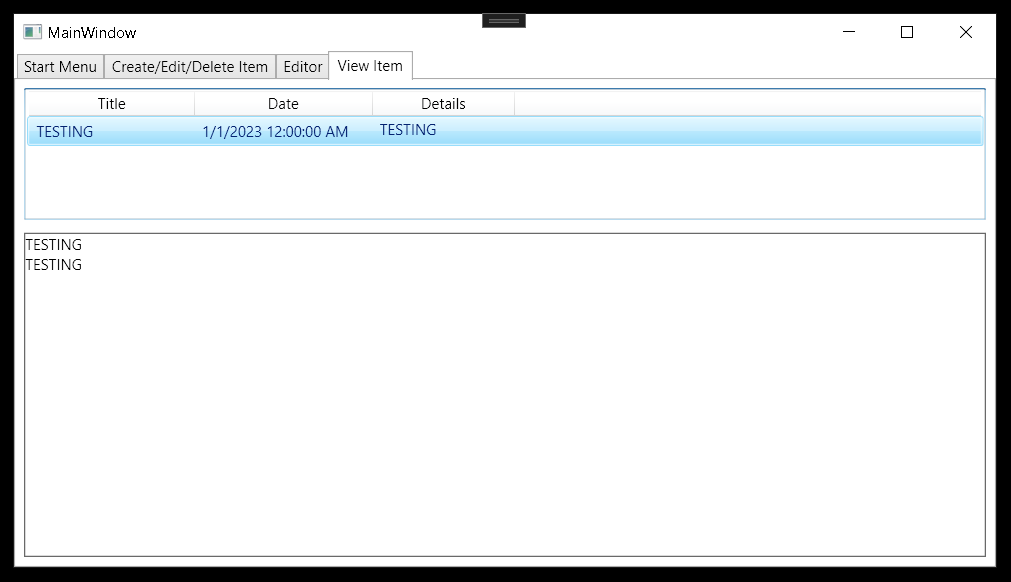 MainWindow
Start Menu Create/Edit/Delete Item Editor View Item
Title Date Details
TESTING 1/1/2023 12:00:00 AM TESTING
TESTING
TESTING